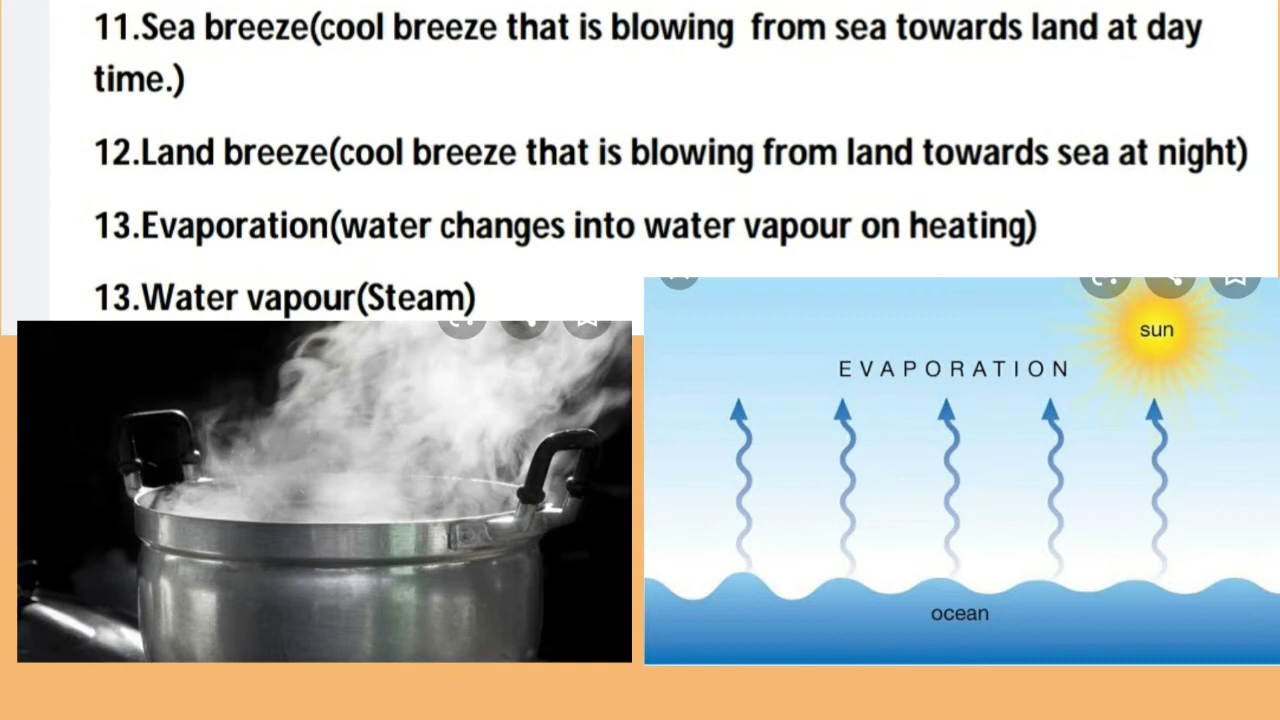 11.Sea breeze(cool breeze that is blowing  from sea towards land at day
time.)
12.Land breeze(cool breeze that is blowing from land towards sea at night)
13.Evaporation(water changes into water vapour on heating)
13.Water vapour(Steam)
sun
EVAPORATION
ocean